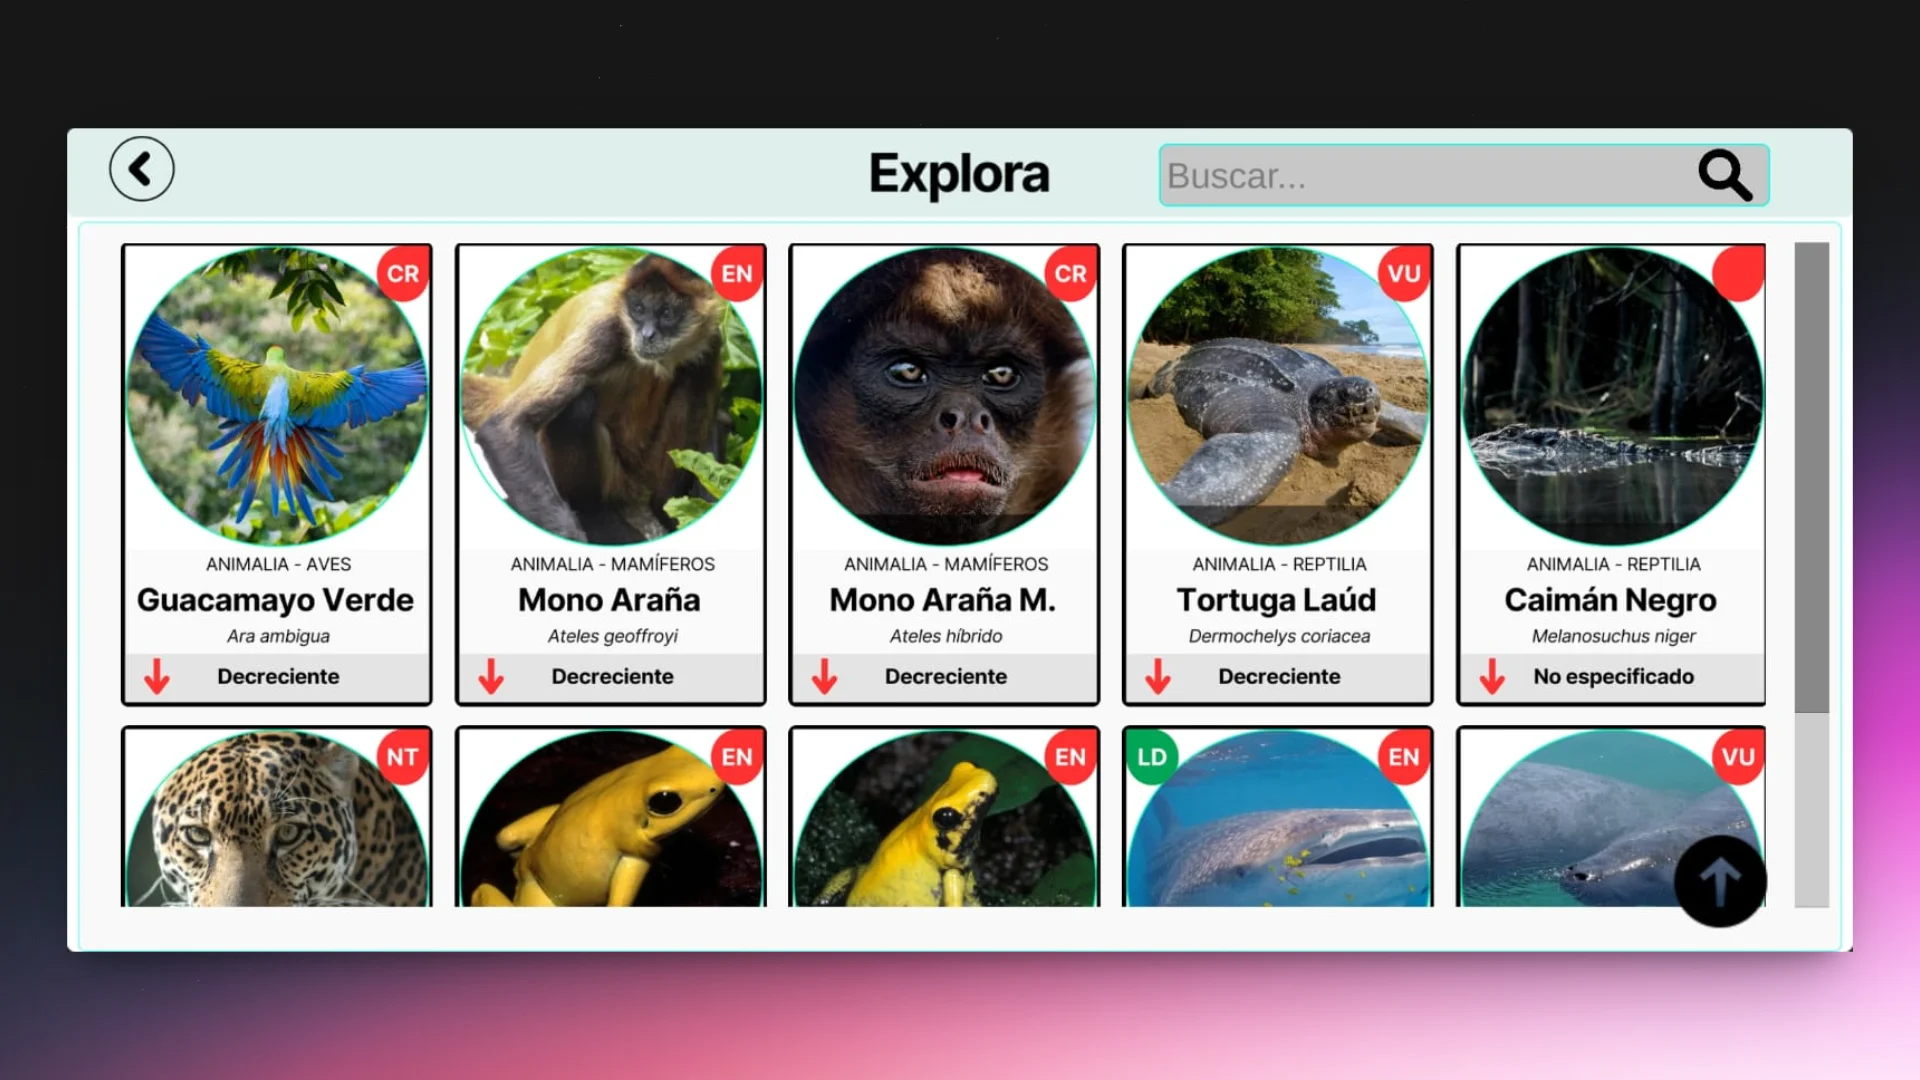 Explora
Buscar...
CR
EN
CR
VU
ANIMALIA - AVES
Guacamayo Verde
Ara ambigua
Decreciente
ANIMALIA - MAMÍFEROS
Mono Araña
Ateles geoffroyi
Decreciente
ANIMALIA - MAMÍFEROS
Mono Araña M.
Ateles híbrido
Decreciente
ANIMALIA - REPTILIA
Tortuga Laúd
Dermochelys coriacea
Decreciente
ANIMALIA - REPTILIA
Caimán Negro
Melanosuchus niger
No especificado
NT
EN
EN
LD
EN
VU